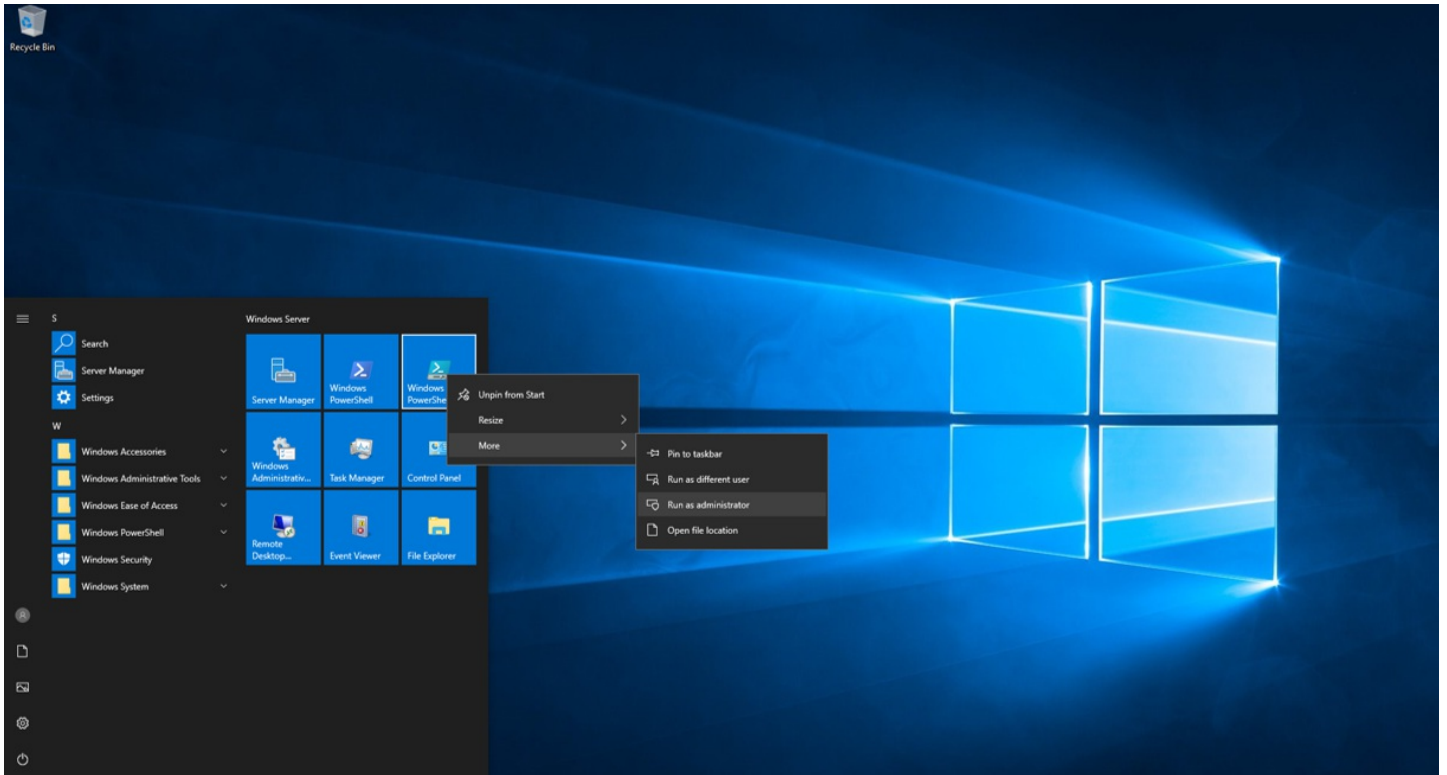 Recycle Bin
S
Search
Server Manager
Settings
W
Windows Accessories
Windows Administrative Tools
Windows Ease of Access
Windows PowerShell
Windows Security
Windows System
Windows Server
Server Manager
Windows
PowerShell
Windows
PowerShe
Windows
Administrativ...
Task Manager
Control Panel
Remote
Desktop...
Event Viewer
File Explorer
Unpin from Start
Resize
More
Pin to taskbar
Run as different user
Run as administrator
Open file location